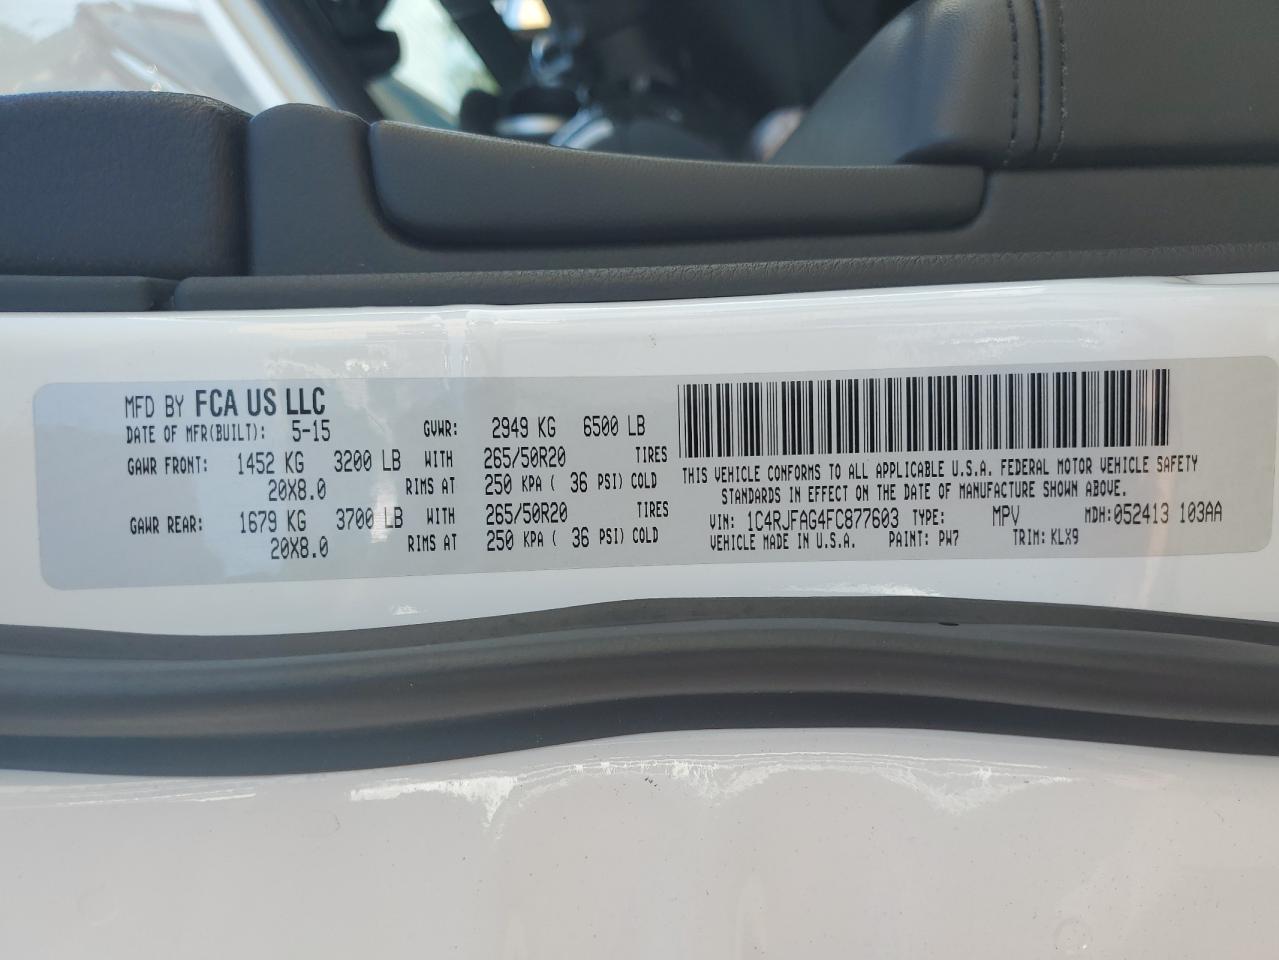 MFD BY FCA US LLC
DATE OF MFR(BUILT): 5-15 GVWR: 2949 KG 6500 LB
GAWR FRONT: 1452 KG 3200 LB WITH 265/50R20 TIRES
20X8.0 RIMS AT 250 KPA ( 36 PSI) COLD
GAWR REAR: 1679 KG 3700 LB WITH 265/50R20 TIRES
20X8.0 RIMS AT 250 KPA ( 36 PSI) COLD
THIS VEHICLE CONFORMS TO ALL APPLICABLE U.S.A. FEDERAL MOTOR VEHICLE SAFETY
STANDARDS IN EFFECT ON THE DATE OF MANUFACTURE SHOWN ABOVE.
VIN: 1C4RJFAG4FC877603 TYPE: MPV MDH:052413 103AA
VEHICLE MADE IN U.S.A. PAINT: PW7 TRIM: KLX9